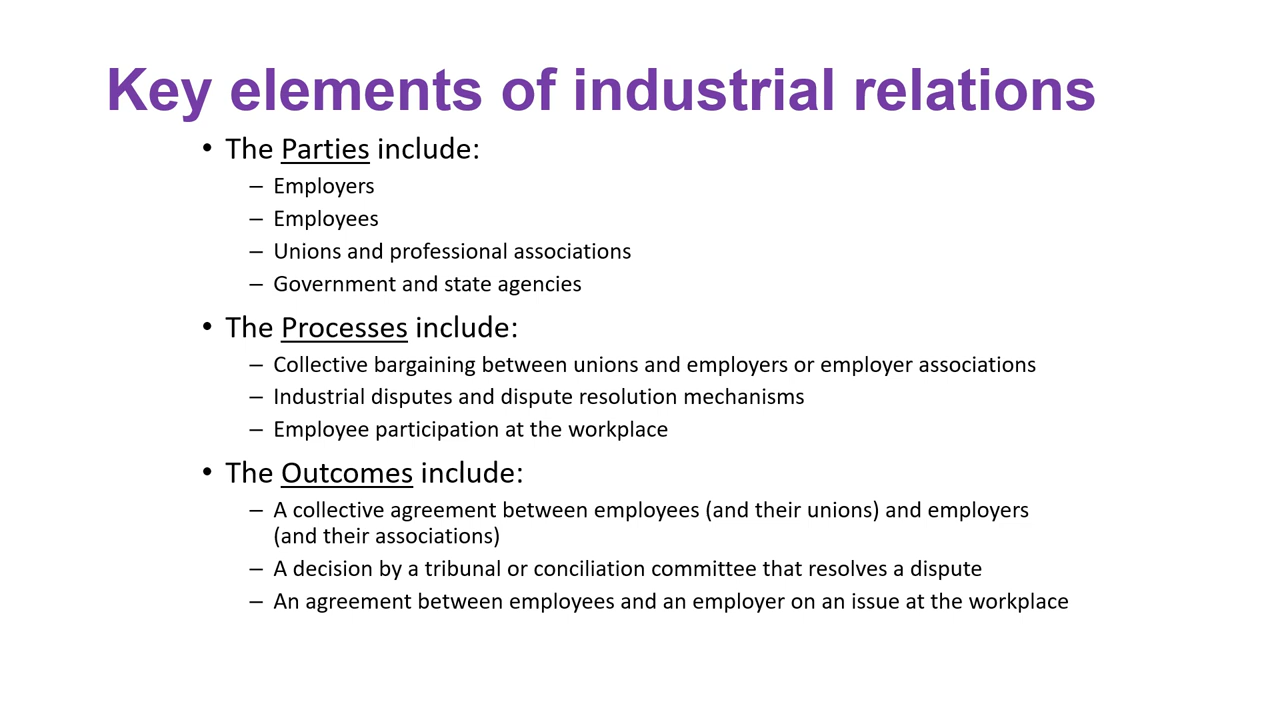 Key elements of industrial relations
• The Parties include:
– Employers
– Employees
– Unions and professional associations
– Government and state agencies
• The Processes include:
– Collective bargaining between unions and employers or employer associations
– Industrial disputes and dispute resolution mechanisms
– Employee participation at the workplace
• The Outcomes include:
– A collective agreement between employees (and their unions) and employers
(and their associations)
– A decision by a tribunal or conciliation committee that resolves a dispute
– An agreement between employees and an employer on an issue at the workplace